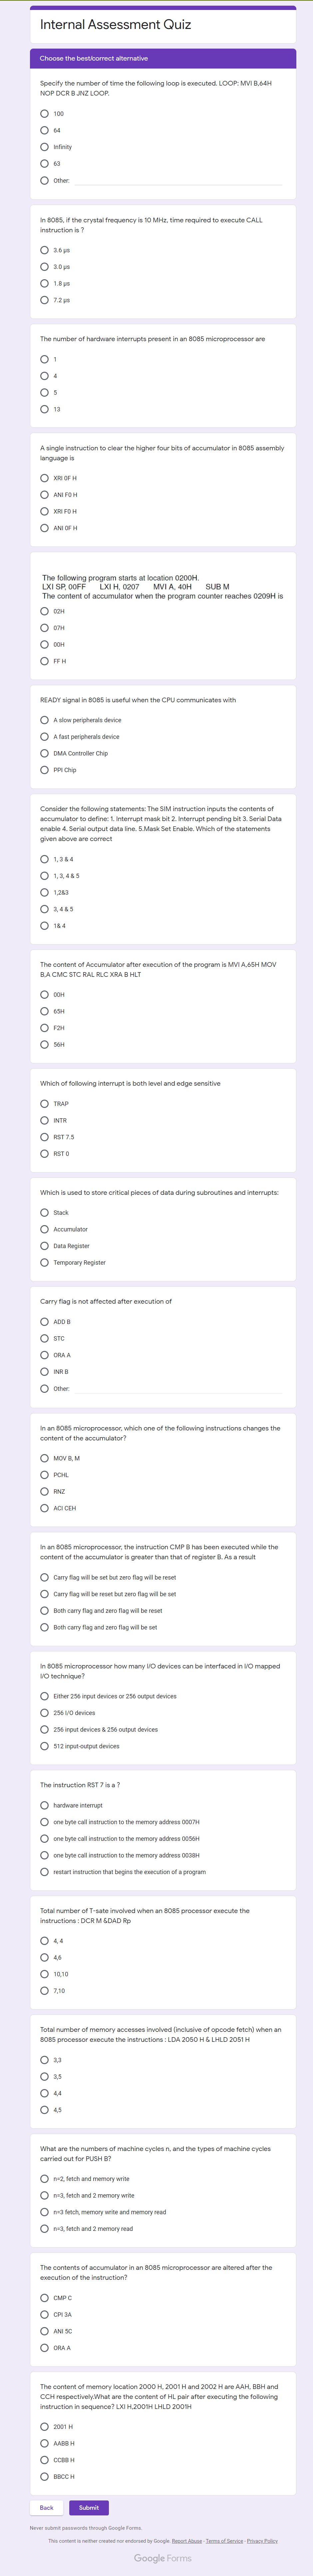 Internal Assessment Quiz
Choose the best/correct alternative
Specify the number of time the following loop is executed. LOOP: MVI B,64H
NOP DCR B JNZ LOOP.
100
64
Infinity
63
Other:
In 8085, if the crystal frequency is 10 MHz, time required to execute CALL
instruction is ?
3.6 μs
3.0 μs
1.8 μs
7.2 μs
The number of hardware interrupts present in an 8085 microprocessor are
1
4
5
13
A single instruction to clear the higher four bits of accumulator in 8085 assembly
language is
XRI 0F H
ANI F0 H
XRI F0 H
ANI 0F H
The following program starts at location 0200H.
LXI SP, 00FF LXI H, 0207 MVI A, 40H SUB M
The content of accumulator when the program counter reaches 0209H is
02H
07H
00H
FF H
READY signal in 8085 is useful when the CPU communicates with
A slow peripherals device
A fast peripherals device
DMA Controller Chip
PPI Chip
Consider the following statements: The SIM instruction inputs the contents of
accumulator to define: 1. Interrupt mask bit 2. Interrupt pending bit 3. Serial Data
enable 4. Serial output data line. 5.Mask Set Enable. Which of the statements
given above are correct
1, 3 & 4
1, 3, 4 & 5
1,2&3
3, 4 & 5
1& 4
The content of Accumulator after execution of the program is MVI A,65H MOV
B,A CMC STC RAL RLC XRA B HLT
00H
65H
F2H
56H
Which of following interrupt is both level and edge sensitive
TRAP
INTR
RST 7.5
RST 0
Which is used to store critical pieces of data during subroutines and interrupts:
Stack
Accumulator
Data Register
Temporary Register
Carry flag is not affected after execution of
ADD B
STC
ORA A
INR B
Other:
In an 8085 microprocessor, which one of the following instructions changes the
content of the accumulator?
MOV B, M
PCHL
RNZ
ACI CEH
In an 8085 microprocessor, the instruction CMP B has been executed while the
content of the accumulator is greater than that of register B. As a result
Carry flag will be set but zero flag will be reset
Carry flag will be reset but zero flag will be set
Both carry flag and zero flag will be reset
Both carry flag and zero flag will be set
In 8085 microprocessor how many I/O devices can be interfaced in I/O mapped
I/O technique?
Either 256 input devices or 256 output devices
256 I/O devices
256 input devices & 256 output devices
512 input-output devices
The instruction RST 7 is a ?
hardware interrupt
one byte call instruction to the memory address 0007H
one byte call instruction to the memory address 0056H
one byte call instruction to the memory address 0038H
restart instruction that begins the execution of a program
Total number of T-sate involved when an 8085 processor execute the
instructions : DCR M &DAD Rp
4, 4
4,6
10,10
7,10
Total number of memory accesses involved (inclusive of opcode fetch) when an
8085 processor execute the instructions : LDA 2050 H & LHLD 2051 H
3,3
3,5
4,4
4,5
What are the numbers of machine cycles n, and the types of machine cycles
carried out for PUSH B?
n=2, fetch and memory write
n=3, fetch and 2 memory write
n=3 fetch, memory write and memory read
n=3, fetch and 2 memory read
The contents of accumulator in an 8085 microprocessor are altered after the
execution of the instruction?
CMP C
CPI 3A
ANI 5C
ORA A
The content of memory location 2000 H, 2001 H and 2002 H are AAH, BBH and
CCH respectively.What are the content of HL pair after executing the following
instruction in sequence? LXI H,2001H LHLD 2001H
2001 H
AABB H
CCBB H
BBCC H
Back Submit
Never submit passwords through Google Forms.
This content is neither created nor endorsed by Google. Report Abuse - Terms of Service - Privacy Policy
Google Forms